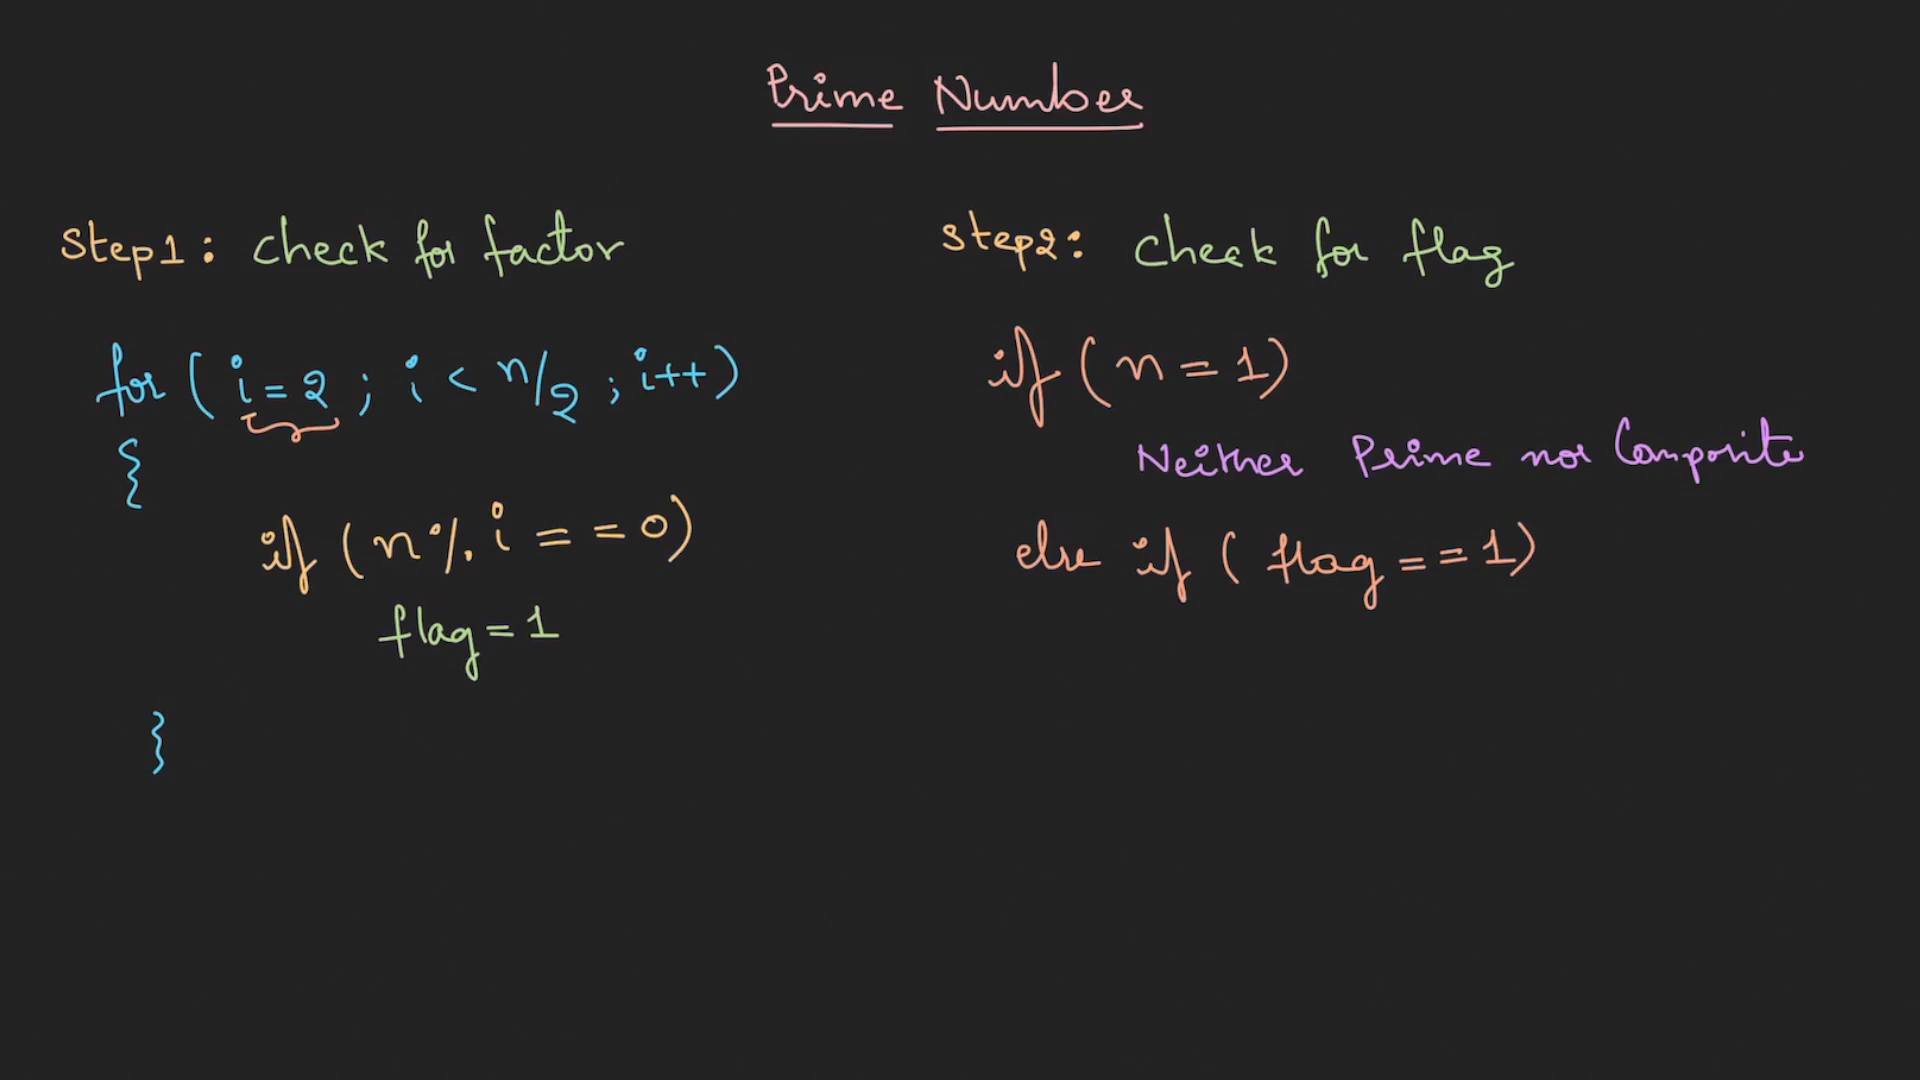 Prime Number
Step1: Check for factor
for ( i=2 ; i < n/2 ; i++)
{
if (n % i = = 0)
flag = 1
}
Step2: Check for flag
if ( n = 1)
Neither Prime nor Composite
else if ( flag = = 1)